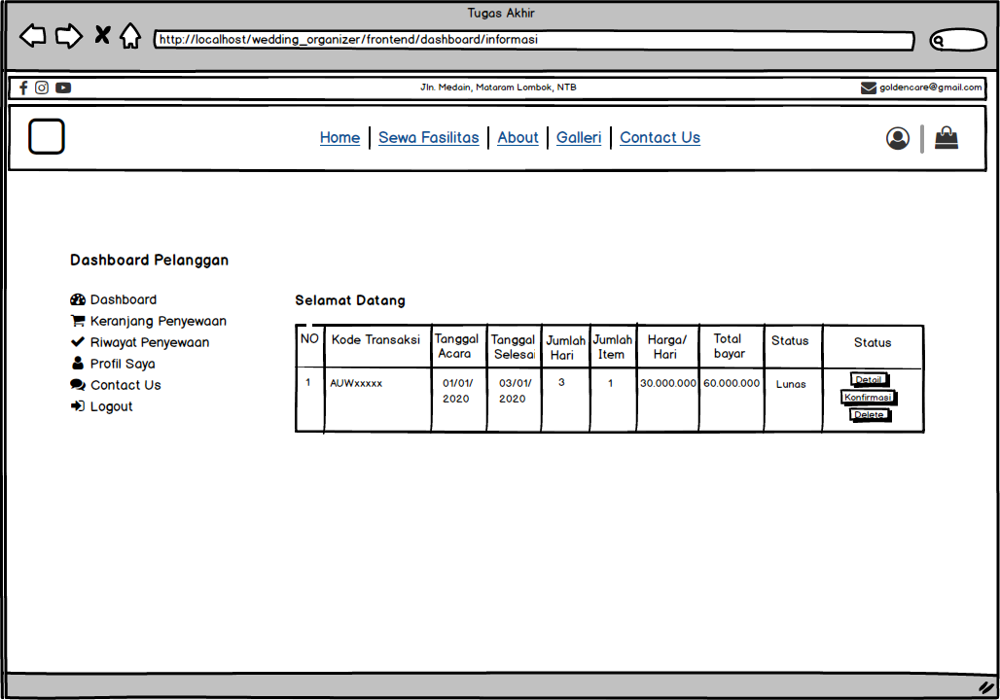 Tugas Akhir
http://localhost/wedding_organizer/frontend/dashboard/informasi
Jln. Medain, Mataram Lombok, NTB
goldencare@gmail.com
Home
Sewa Fasilitas
About
Galleri
Contact Us
Dashboard Pelanggan
Dashboard
Keranjang Penyewaan
Riwayat Penyewaan
Profil Saya
Contact Us
Logout
Selamat Datang
NO
Kode Transaksi
Tanggal
Acara
Tanggal
Selesai
Jumlah
Hari
Jumlah
Item
Harga/
Hari
Total
bayar
Status
Status
1
AUWxxxxx
01/01/
2020
03/01/
2020
3
1
30.000.000
60.000.000
Lunas
Detail
Konfirmasi
Delete